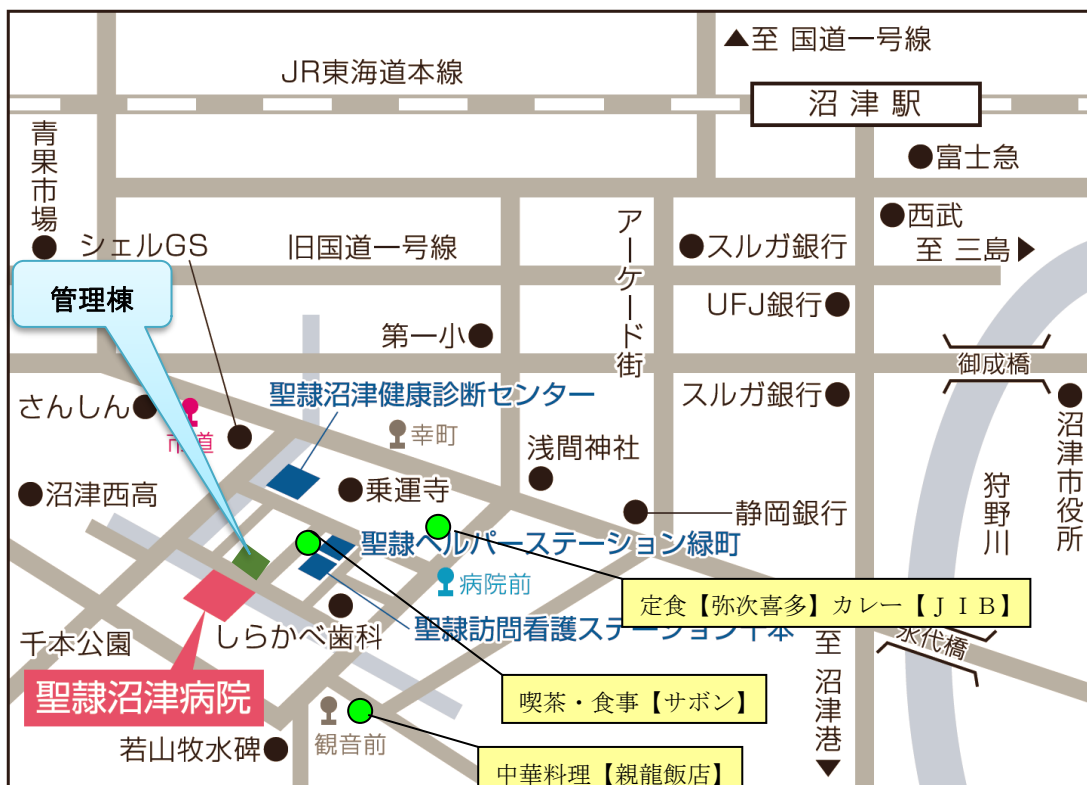 ▲至 国道一号線
JR東海道本線
沼津駅
青果市場
富士急
アーケード街
西武
シェルGS
旧国道一号線
スルガ銀行
至 三島▶
管理棟
UFJ銀行
第一小
御成橋
聖隷沼津健康診断センター
スルガ銀行
さんしん
市道
幸町
沼津市役所
浅間神社
沼津西高
乗運寺
狩野川
静岡銀行
聖隷ヘルパーステーション緑町
病院前
定食【弥次喜多】カレー【ＪＩＢ】
しらかべ歯科
聖隷訪問看護ステーション千本
千本公園
永代橋
至 沼津港▼
聖隷沼津病院
喫茶・食事【サボン】
若山牧水碑
観音前
中華料理【親龍飯店】